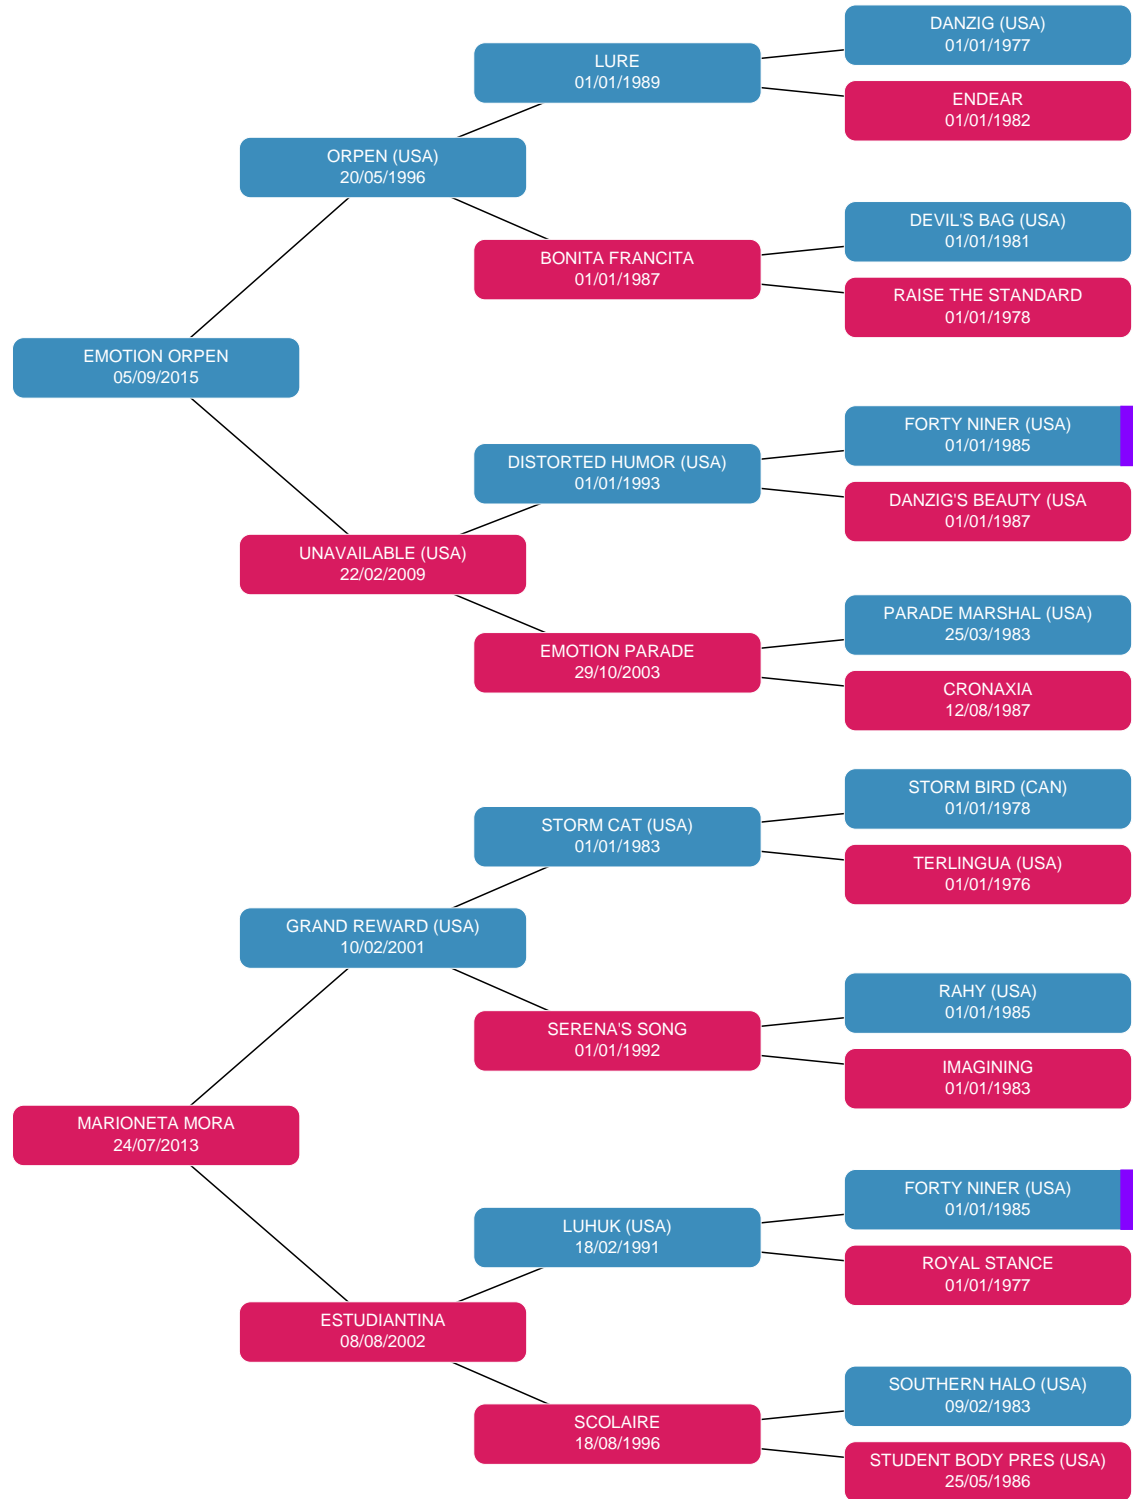 DANZIG (USA)
01/01/1977
LURE
01/01/1989
ENDEAR
01/01/1982
ORPEN (USA)
20/05/1996
DEVIL'S BAG (USA)
01/01/1981
BONITA FRANCITA
01/01/1987
RAISE THE STANDARD
01/01/1978
EMOTION ORPEN
05/09/2015
FORTY NINER (USA)
01/01/1985
DISTORTED HUMOR (USA)
01/01/1993
DANZIG'S BEAUTY (USA
01/01/1987
UNAVAILABLE (USA)
22/02/2009
PARADE MARSHAL (USA)
25/03/1983
EMOTION PARADE
29/10/2003
CRONAXIA
12/08/1987
STORM BIRD (CAN)
01/01/1978
STORM CAT (USA)
01/01/1983
TERLINGUA (USA)
01/01/1976
GRAND REWARD (USA)
10/02/2001
RAHY (USA)
01/01/1985
SERENA'S SONG
01/01/1992
IMAGINING
01/01/1983
MARIONETA MORA
24/07/2013
FORTY NINER (USA)
01/01/1985
LUHUK (USA)
18/02/1991
ROYAL STANCE
01/01/1977
ESTUDIANTINA
08/08/2002
SOUTHERN HALO (USA)
09/02/1983
SCOLAIRE
18/08/1996
STUDENT BODY PRES (USA)
25/05/1986